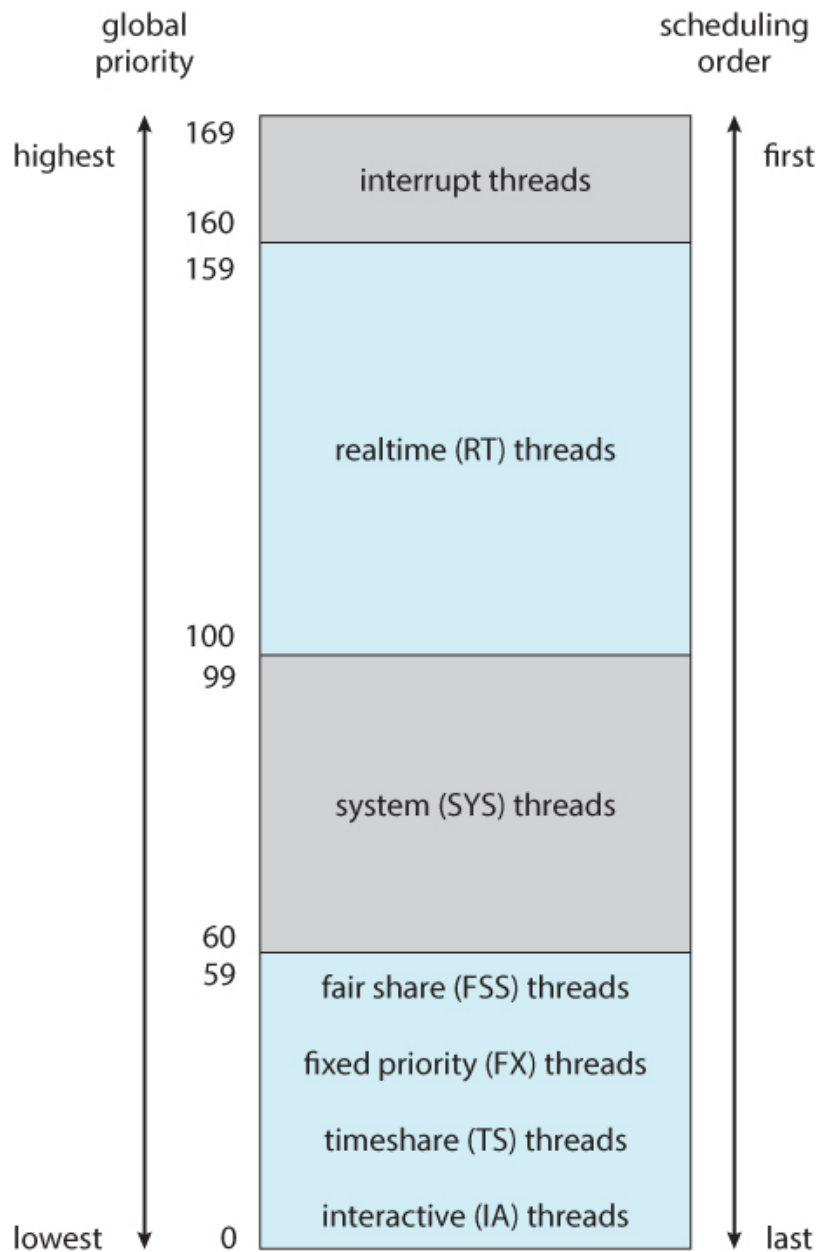 global
priority
scheduling
order
highest
169
interrupt threads
first
160
159
realtime (RT) threads
100
99
system (SYS) threads
60
59
fair share (FSS) threads
fixed priority (FX) threads
timeshare (TS) threads
interactive (IA) threads
lowest
0
last